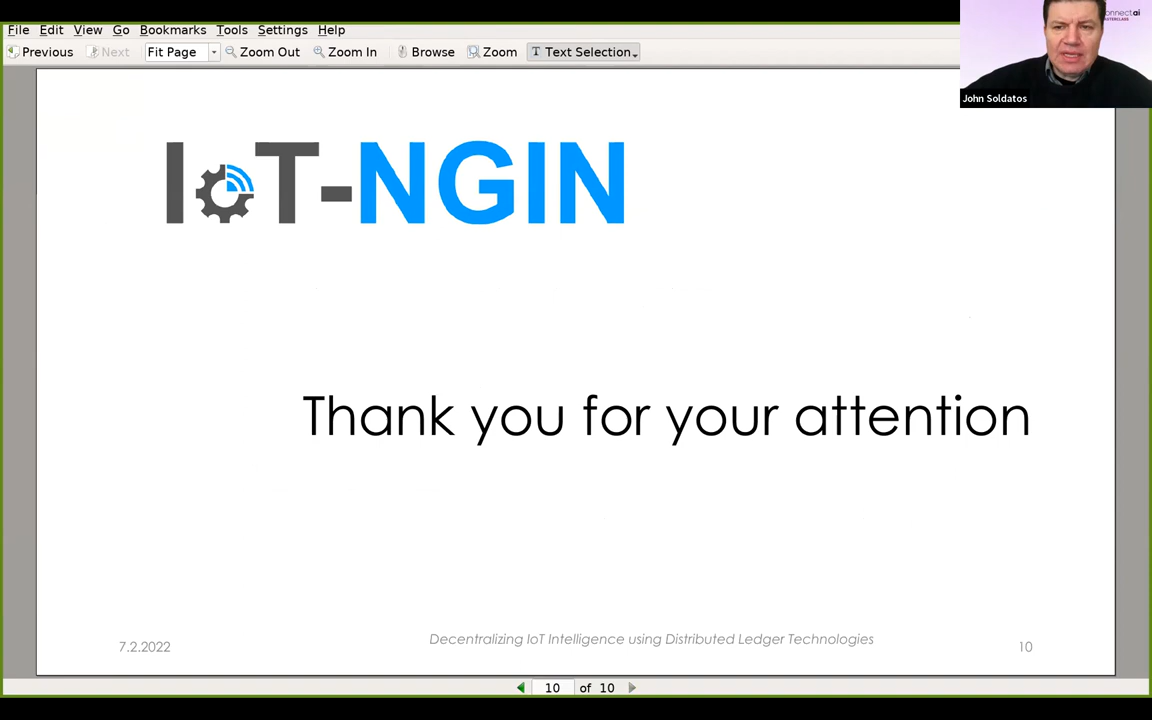 File Edit View Go Bookmarks Tools Settings Help
Previous Next Fit Page Zoom Out Zoom In Browse Zoom Text Selection
John Soldatos
IoT-NGIN
Thank you for your attention
7.2.2022
Decentralizing IoT Intelligence using Distributed Ledger Technologies
10
10 of 10